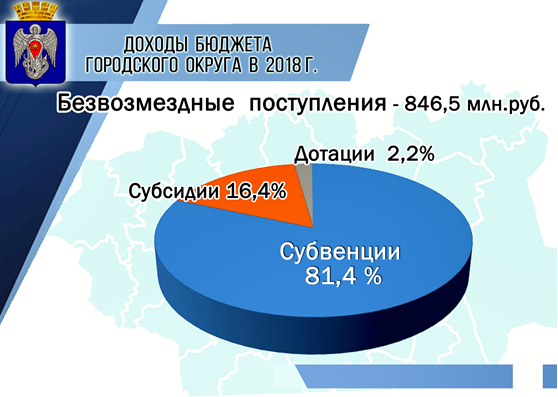 ДОХОДЫ БЮДЖЕТА
ГОРОДСКОГО ОКРУГА В 2018 Г.
Безвозмездные поступления - 846,5 млн.руб.
Дотации 2,2%
Субсидии 16,4%
Субвенции
81,4 %